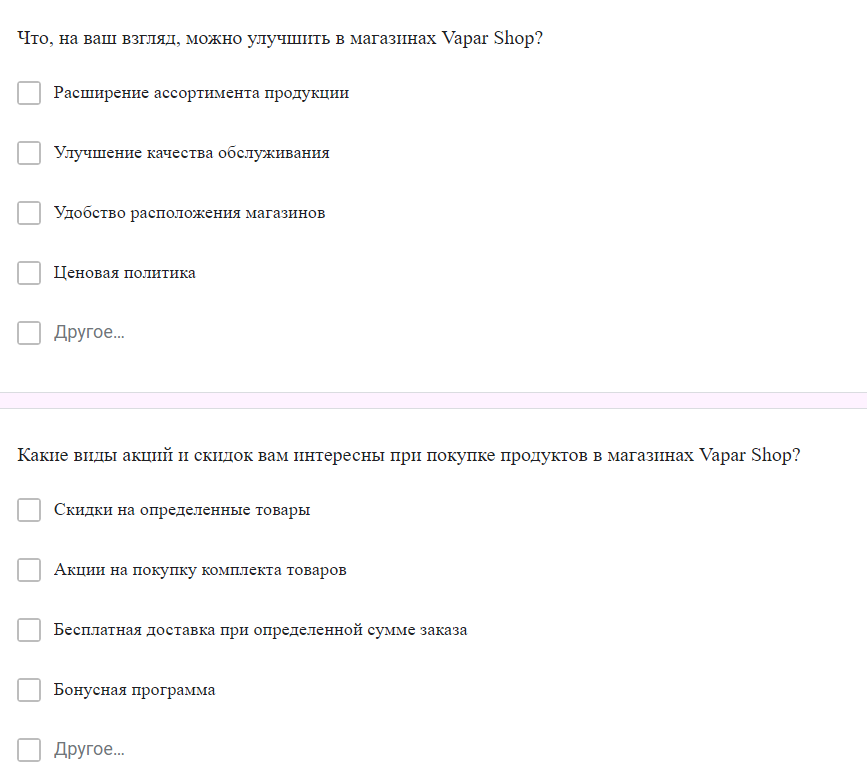 Что, на ваш взгляд, можно улучшить в магазинах Vapar Shop?
Расширение ассортимента продукции
Улучшение качества обслуживания
Удобство расположения магазинов
Ценовая политика
Другое...
Какие виды акций и скидок вам интересны при покупке продуктов в магазинах Vapar Shop?
Скидки на определенные товары
Акции на покупку комплекта товаров
Бесплатная доставка при определенной сумме заказа
Бонусная программа
Другое...